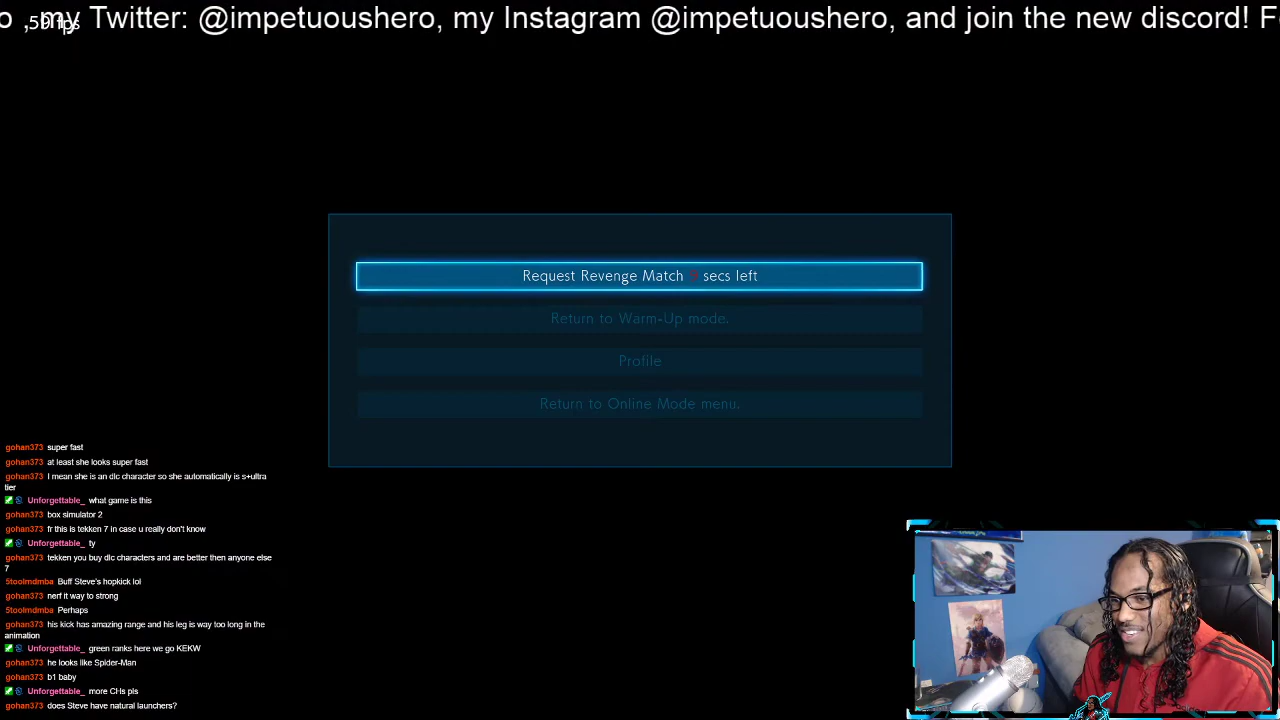 o , my Twitter: @impetuoushero, my Instagram @impetuoushero, and join the new discord! F
fps
Request Revenge Match secs left
Return to Warm-Up mode.
Profile
Return to Online Mode menu.
gohan373 super fast
gohan373 at least she looks super fast
gohan373 I mean she is an dlc character so she automatically is s+ultra
tier
Unforgettable_ what game is this
gohan373 box simulator 2
gohan373 fr this is tekken 7 in case u really don't know
Unforgettable_ ty
gohan373 tekken you buy dlc characters and are better then anyone else
7
5toolmdmba Buff Steve's hopkick lol
gohan373 nerf it way to strong
5toolmdmba Perhaps
gohan373 his kick has amazing range and his leg is way too long in the
animation
Unforgettable_ green ranks here we go KEKW
gohan373 he looks like Spider-Man
gohan373 b1 baby
Unforgettable_ more CHs pls
gohan373 does Steve have natural launchers?